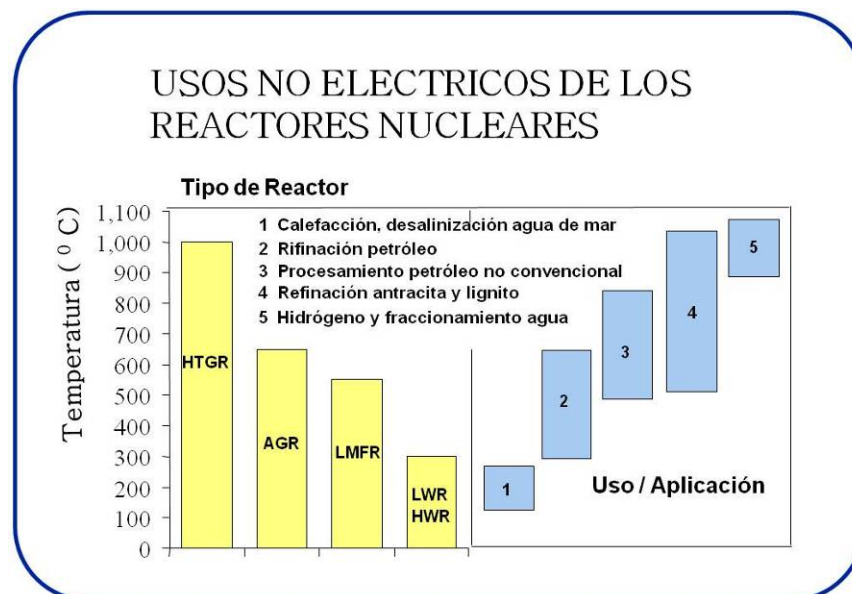 USOS NO ELECTRICOS DE LOS
REACTORES NUCLEARES
Tipo de Reactor
Temperatura ( ⁰ C)
1,100
1,000
900
800
700
600
500
400
300
200
100
0
1 Calefacción, desalinización agua de mar
2 Rifinación petróleo
3 Procesamiento petróleo no convencional
4 Refinación antracita y lignito
5 Hidrógeno y fraccionamiento agua
HTGR
AGR
LMFR
LWR
HWR
1
2
3
4
5
Uso / Aplicación